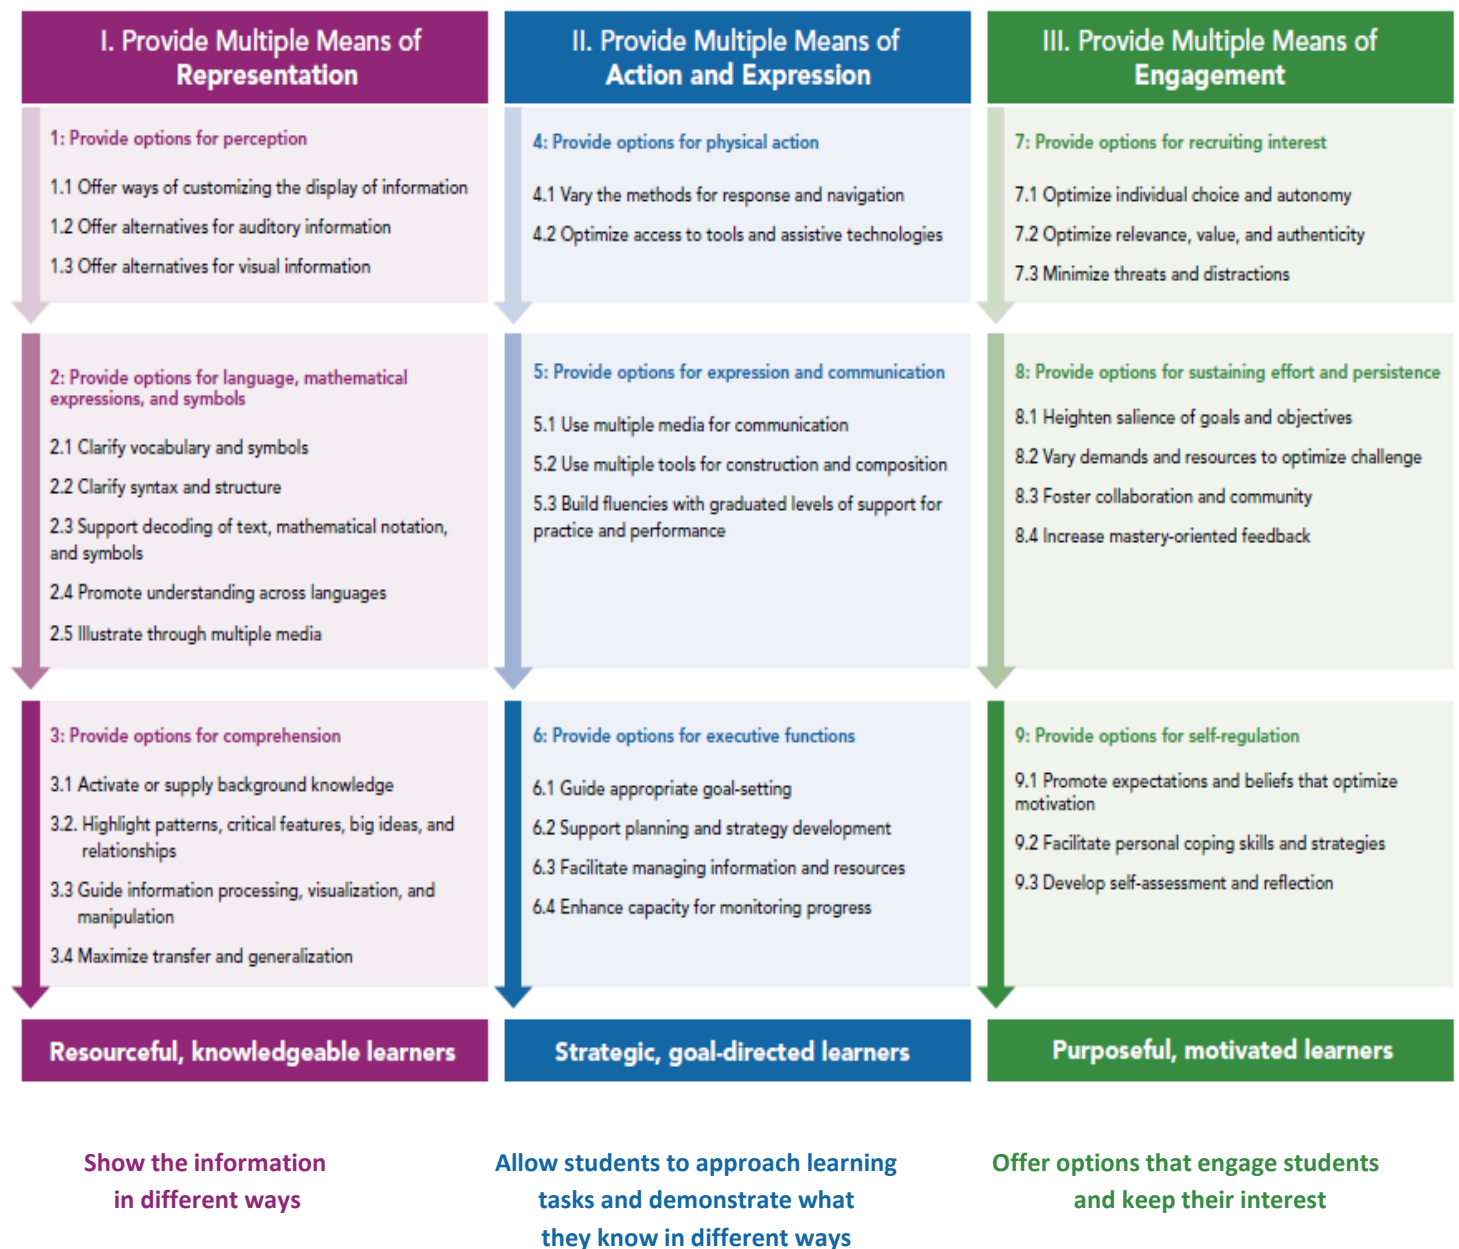 I. Provide Multiple Means of
Representation
1: Provide options for perception
1.1 Offer ways of customizing the display of information
1.2 Offer alternatives for auditory information
1.3 Offer alternatives for visual information
2: Provide options for language, mathematical
expressions, and symbols
2.1 Clarify vocabulary and symbols
2.2 Clarify syntax and structure
2.3 Support decoding of text, mathematical notation,
and symbols
2.4 Promote understanding across languages
2.5 Illustrate through multiple media
3: Provide options for comprehension
3.1 Activate or supply background knowledge
3.2. Highlight patterns, critical features, big ideas, and
relationships
3.3 Guide information processing, visualization, and
manipulation
3.4 Maximize transfer and generalization
Resourceful, knowledgeable learners
Show the information
in different ways
II. Provide Multiple Means of
Action and Expression
4: Provide options for physical action
4.1 Vary the methods for response and navigation
4.2 Optimize access to tools and assistive technologies
5: Provide options for expression and communication
5.1 Use multiple media for communication
5.2 Use multiple tools for construction and composition
5.3 Build fluencies with graduated levels of support for
practice and performance
6: Provide options for executive functions
6.1 Guide appropriate goal-setting
6.2 Support planning and strategy development
6.3 Facilitate managing information and resources
6.4 Enhance capacity for monitoring progress
Strategic, goal-directed learners
Allow students to approach learning
tasks and demonstrate what
they know in different ways
III. Provide Multiple Means of
Engagement
7: Provide options for recruiting interest
7.1 Optimize individual choice and autonomy
7.2 Optimize relevance, value, and authenticity
7.3 Minimize threats and distractions
8: Provide options for sustaining effort and persistence
8.1 Heighten salience of goals and objectives
8.2 Vary demands and resources to optimize challenge
8.3 Foster collaboration and community
8.4 Increase mastery-oriented feedback
9: Provide options for self-regulation
9.1 Promote expectations and beliefs that optimize
motivation
9.2 Facilitate personal coping skills and strategies
9.3 Develop self-assessment and reflection
Purposeful, motivated learners
Offer options that engage students
and keep their interest